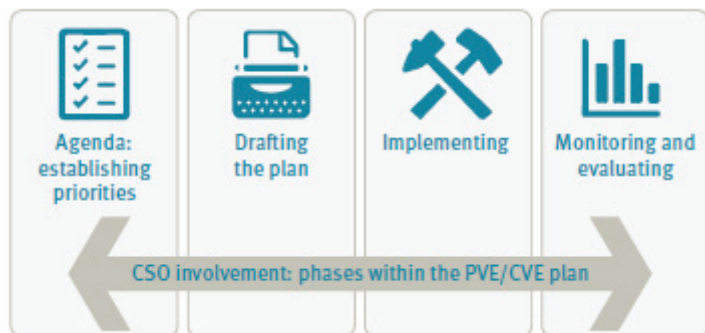 Agenda:
establishing
priorities
Drafting
the plan
Implementing
Monitoring and
evaluating
CSO involvement: phases within the PVE/CVE plan